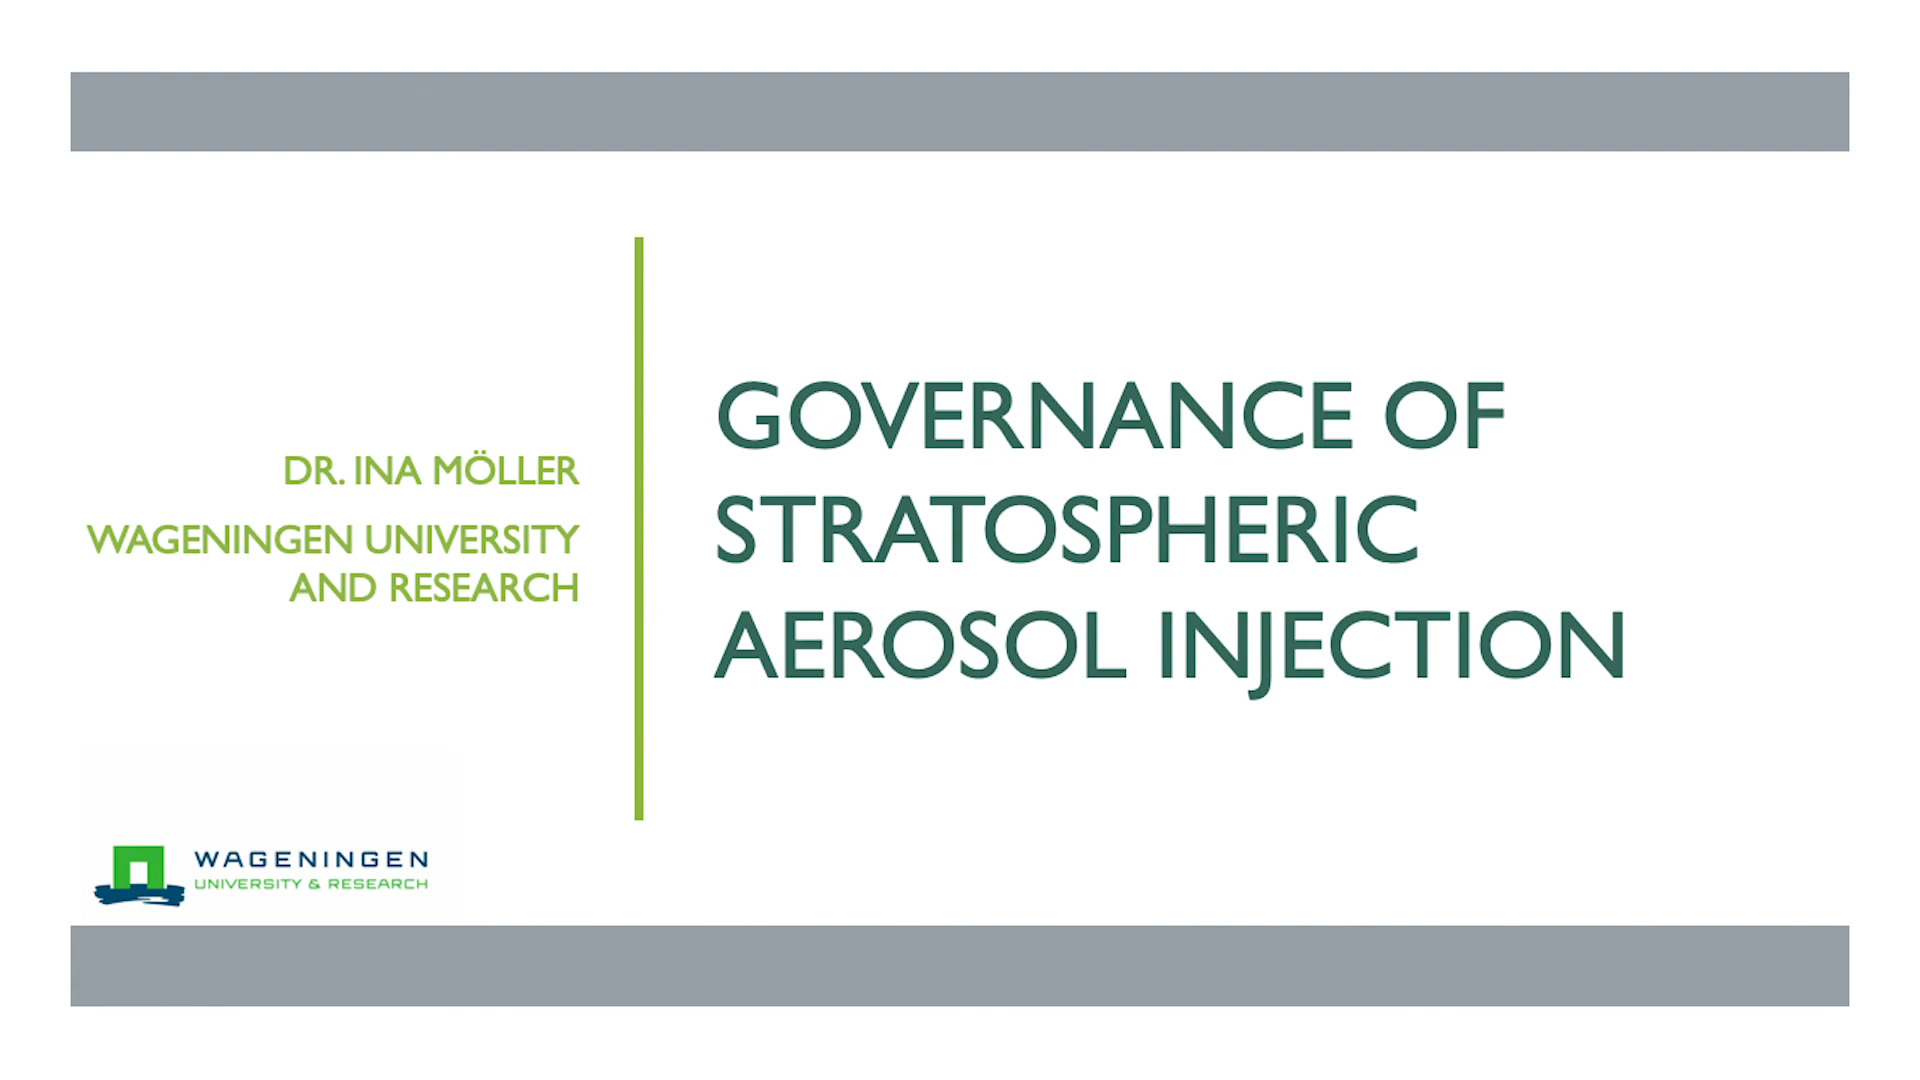 DR. INA MÖLLER
WAGENINGEN UNIVERSITY
AND RESEARCH
GOVERNANCE OF
STRATOSPHERIC
AEROSOL INJECTION
WAGENINGEN
UNIVERSITY & RESEARCH